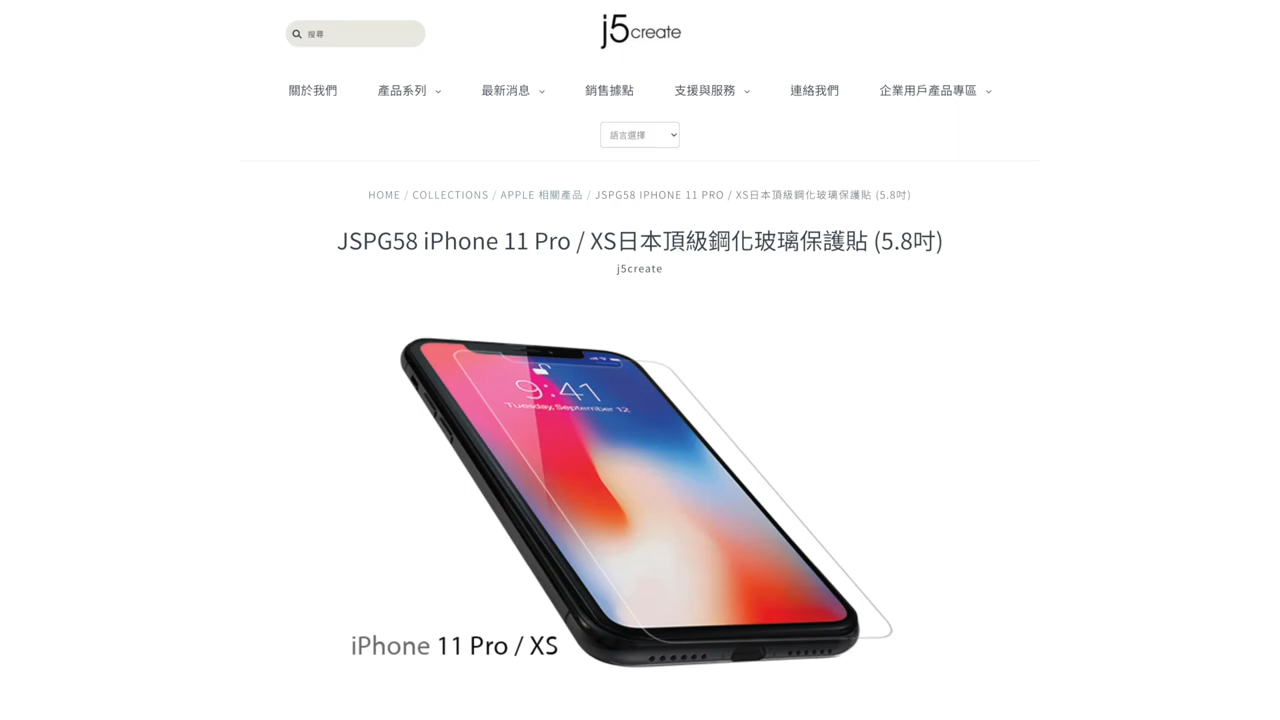 搜尋
j5create
關於我們 產品系列 最新消息 銷售據點 支援與服務 連絡我們 企業用戶產品專區
語言選擇
HOME / COLLECTIONS / APPLE 相關產品 / JSPG58 IPHONE 11 PRO / XS日本頂級鋼化玻璃保護貼 (5.8吋)
JSPG58 iPhone 11 Pro / XS日本頂級鋼化玻璃保護貼 (5.8吋)
j5create
9:41
Tuesday, September 12
iPhone 11 Pro / XS